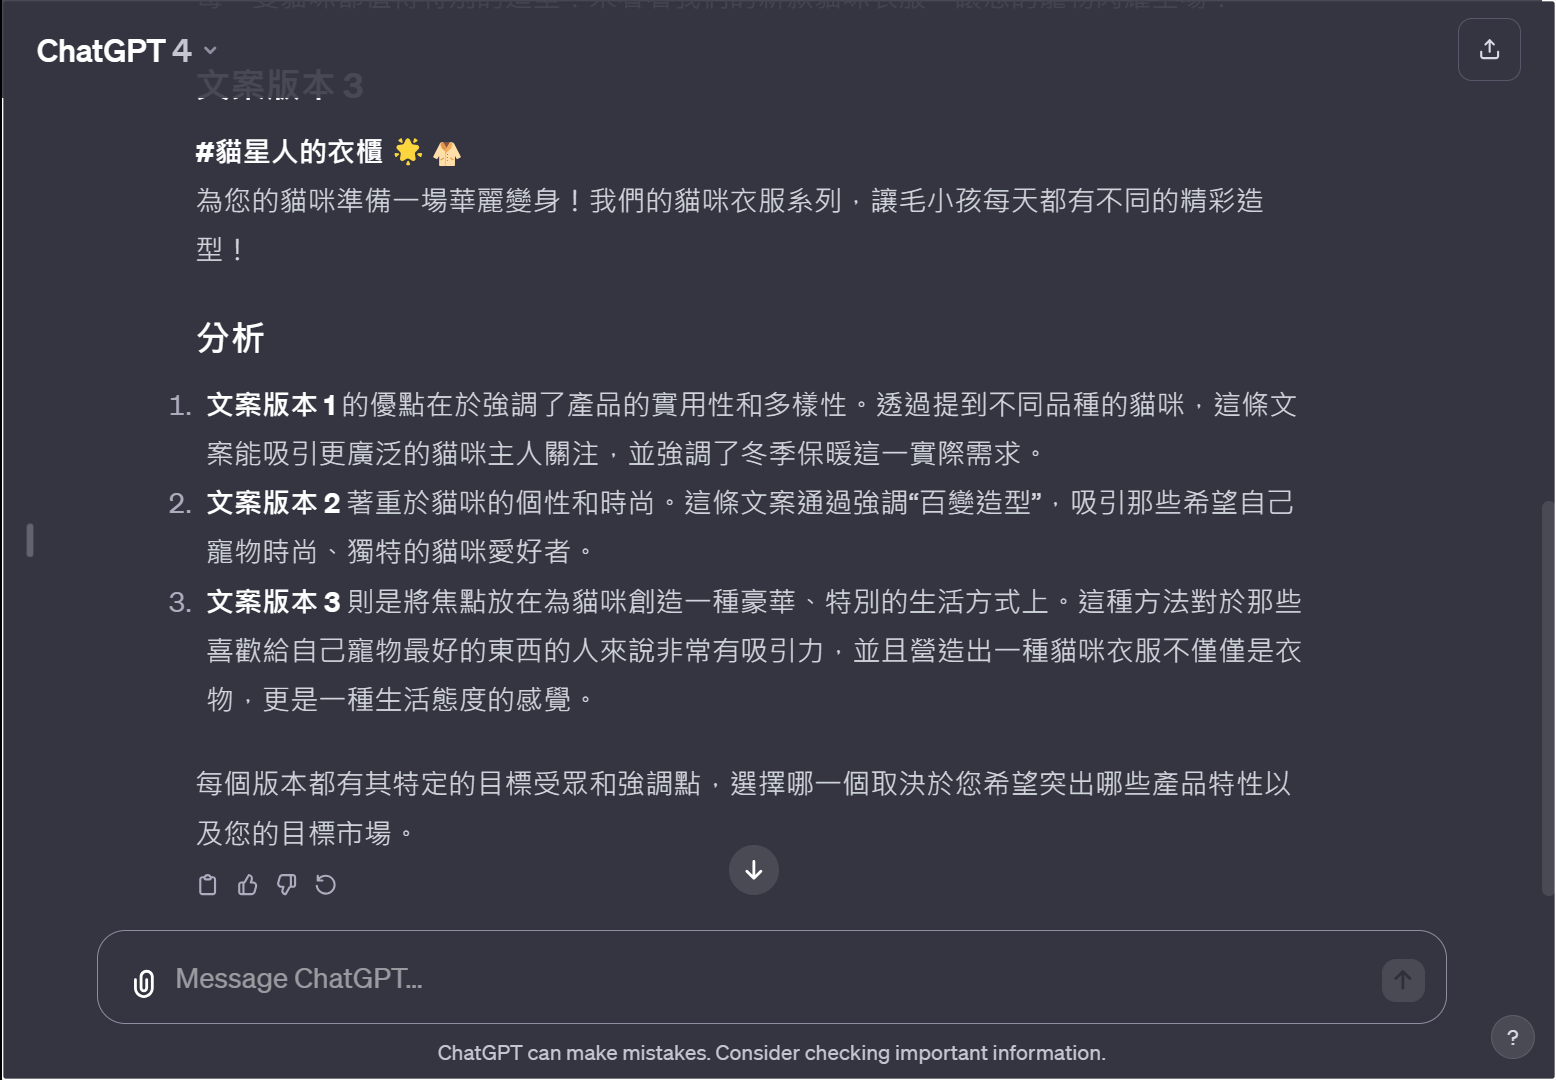 ChatGPT 4
文案版本 3
#貓星人的衣櫃 🌟 👚
為您的貓咪準備一場華麗變身！我們的貓咪衣服系列，讓毛小孩每天都有不同的精彩造
型！
分析
1. 文案版本 1 的優點在於強調了產品的實用性和多樣性。透過提到不同品種的貓咪，這條文
案能吸引更廣泛的貓咪主人關注，並強調了冬季保暖這一實際需求。
2. 文案版本 2 著重於貓咪的個性和時尚。這條文案通過強調“百變造型”，吸引那些希望自己
寵物時尚、獨特的貓咪愛好者。
3. 文案版本 3 則是將焦點放在為貓咪創造一種豪華、特別的生活方式上。這種方法對於那些
喜歡給自己寵物最好的東西的人來說非常有吸引力，並且營造出一種貓咪衣服不僅僅是衣
物，更是一種生活態度的感覺。
每個版本都有其特定的目標受眾和強調點，選擇哪一個取決於您希望突出哪些產品特性以
及您的目標市場。
Message ChatGPT...
ChatGPT can make mistakes. Consider checking important information.
?